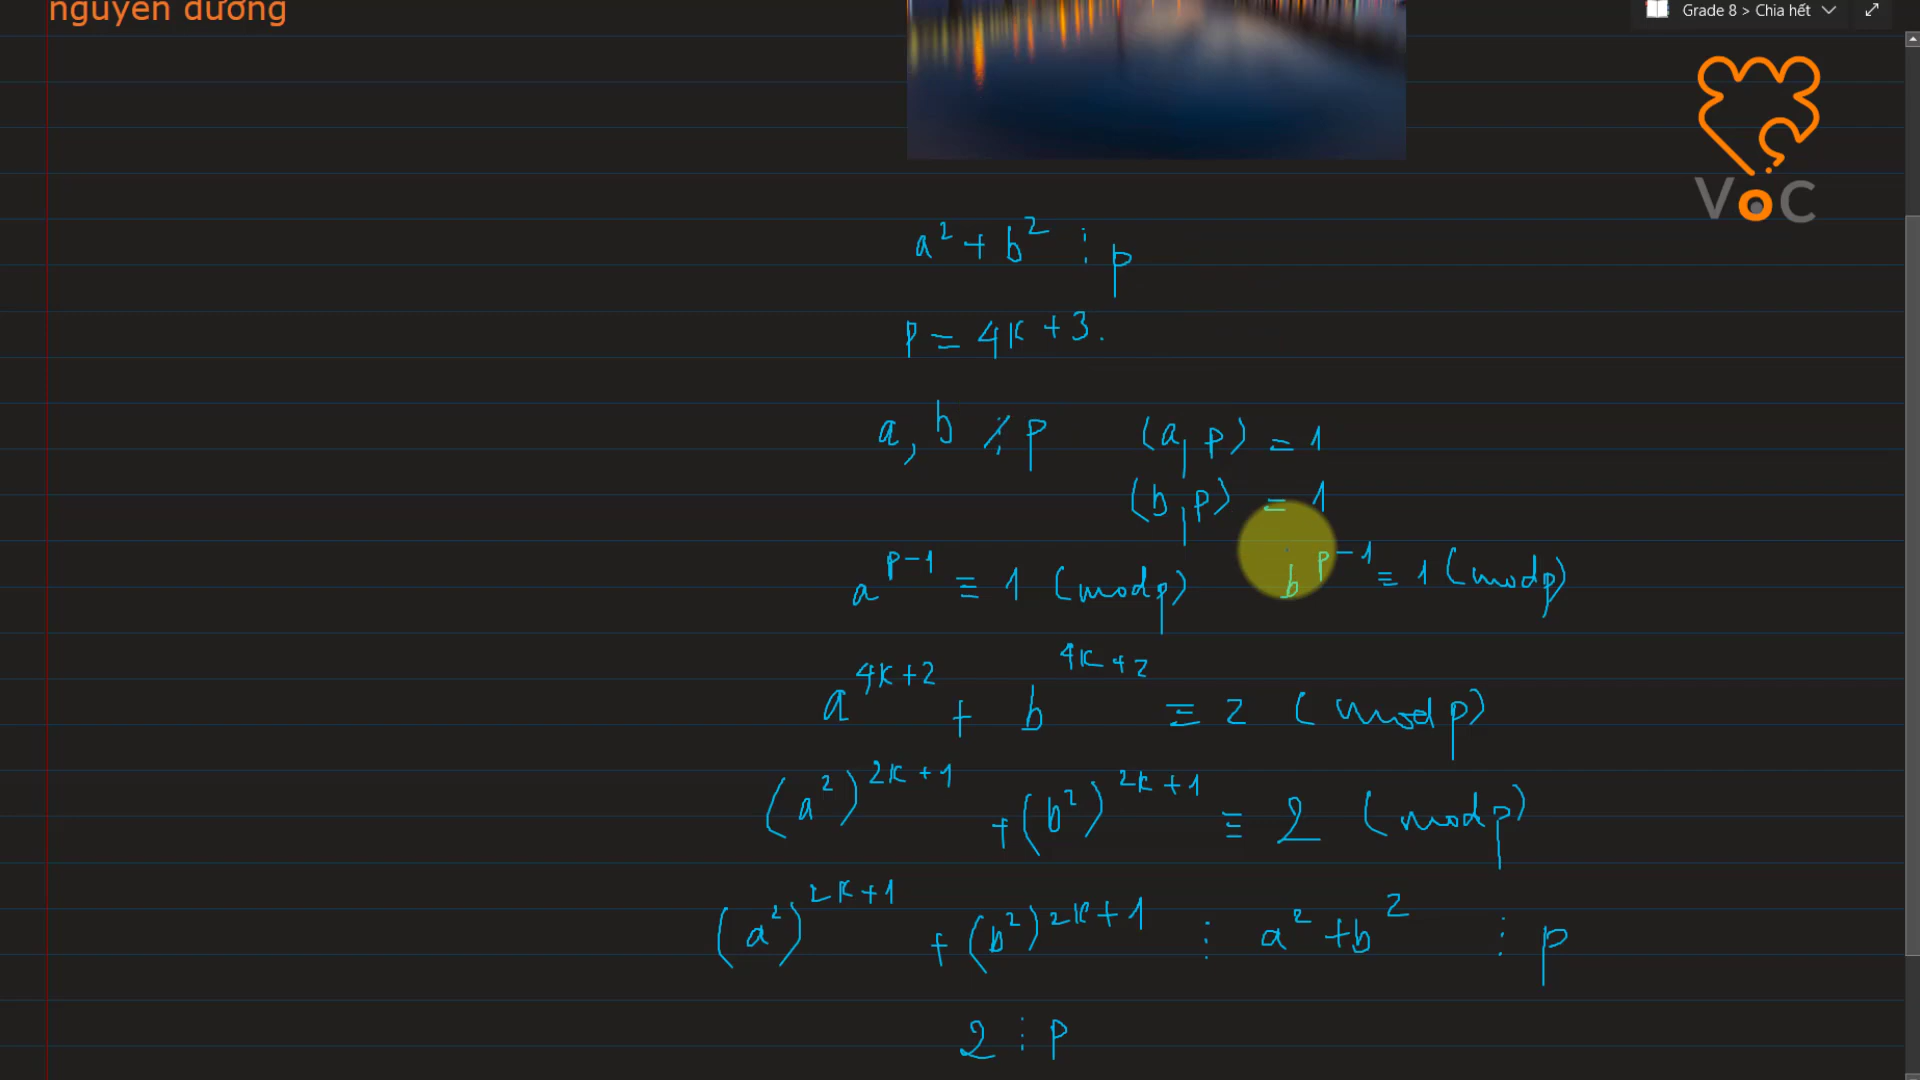 nguyên dương
Grade 8 > Chia hết
VOC
a² + b² ⋮ p
p = 4k + 3.
a, b ⋮̸ p (a, p) = 1
(b, p) = 1
a^{p-1} ≡ 1 (mod p) b^{p-1} ≡ 1 (mod p)
a^{4k+2} + b^{4k+2} ≡ 2 (mod p)
(a²)^{2k+1} + (b²)^{2k+1} ≡ 2 (mod p)
(a²)^{2k+1} + (b²)^{2k+1} ⋮ a² + b² ⋮ p
2 ⋮ p